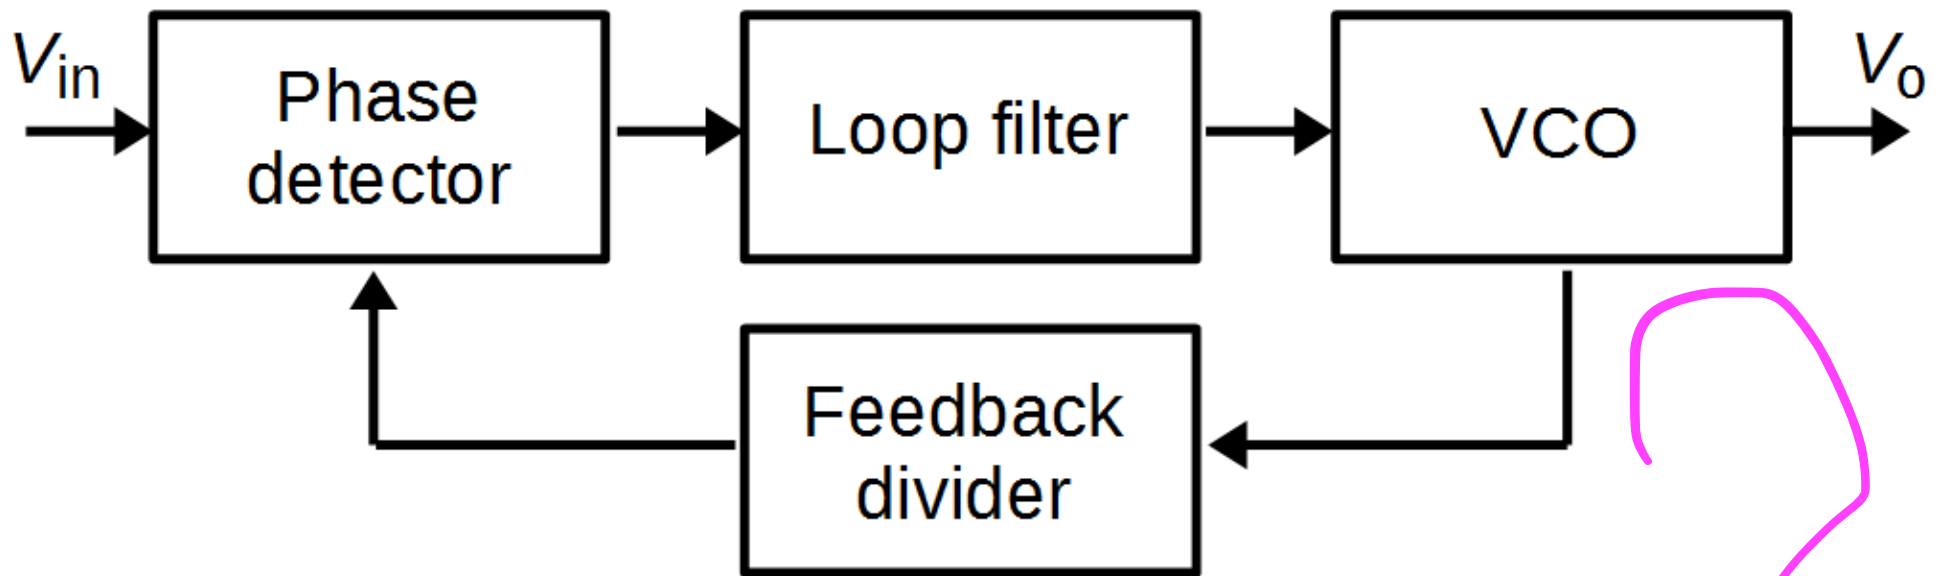 Vin
Phase
detector
Loop filter
VCO
Vo
Feedback
divider